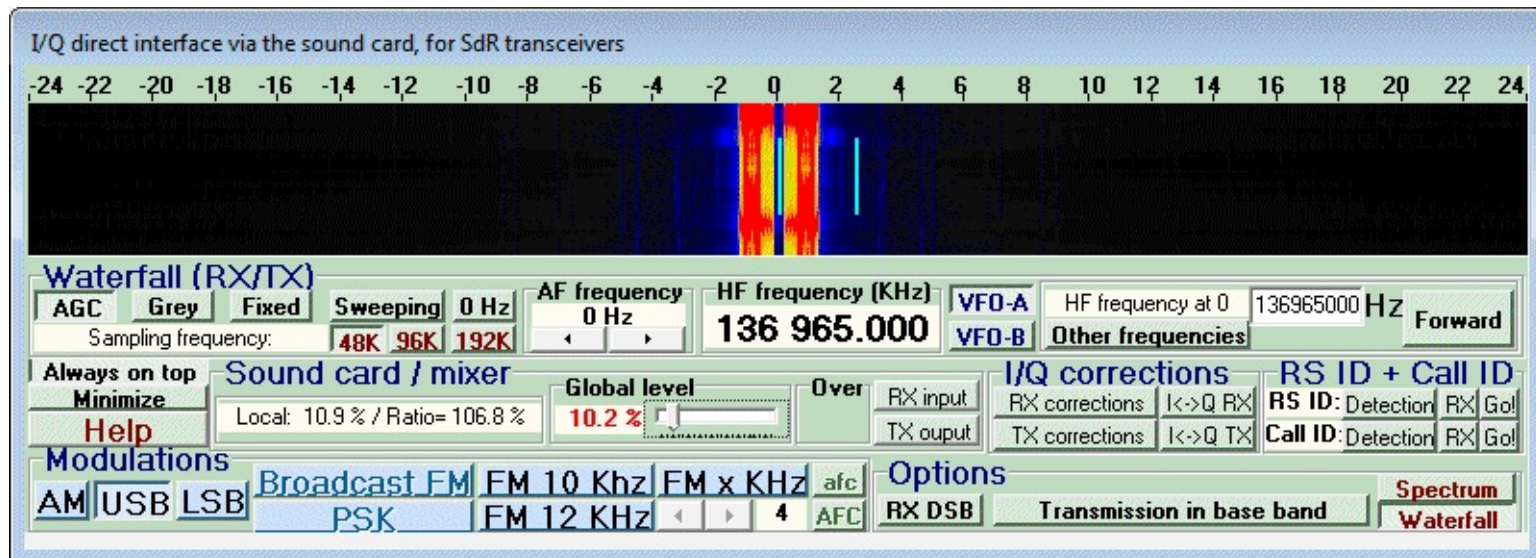 I/Q direct interface via the sound card, for SdR transceivers
-24 -22 -20 -18 -16 -14 -12 -10 -8 -6 -4 -2 0 2 4 6 8 10 12 14 16 18 20 22 24
Waterfall (RX/TX)
AGC Grey Fixed Sweeping 0 Hz
Sampling frequency: 48K 96K 192K
AF frequency
0 Hz
HF frequency (KHz)
136 965.000
VFO-A
VFO-B
HF frequency at 0 136965000 Hz
Other frequencies
Forward
Always on top
Minimize
Help
Sound card / mixer
Local: 10.9 % / Ratio= 106.8 %
Global level
10.2 %
Over
RX input
TX ouput
I/Q corrections
RX corrections I<->Q RX
TX corrections I<->Q TX
RS ID + Call ID
RS ID: Detection RX Go!
Call ID: Detection RX Go!
Modulations
AM USB LSB
Broadcast FM FM 10 Khz FM x KHz afc
PSK FM 12 KHz 4 AFC
Options
RX DSB Transmission in base band
Spectrum
Waterfall